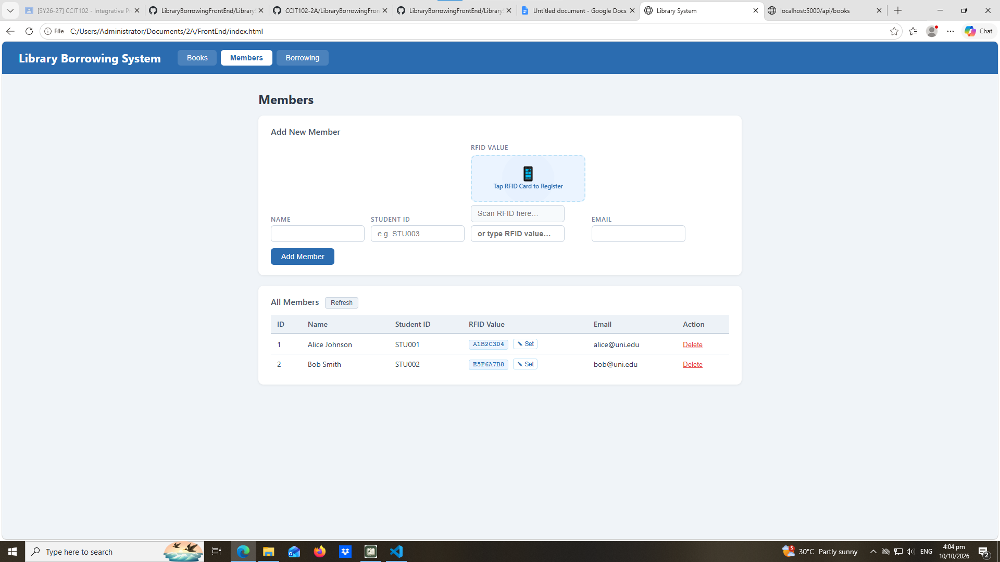 [SY26-27] CCIT102 - Integrative Pr
LibraryBorrowingFrontEnd/LibraryS
CCIT102-2A/LibraryBorrowingFron
LibraryBorrowingFrontEnd/LibraryS
Untitled document - Google Docs
Library System
localhost:5000/api/books
File C:/Users/Administrator/Documents/2A/FrontEnd/index.html
Chat
Library Borrowing System
Books
Members
Borrowing
Members
Add New Member
RFID VALUE
Tap RFID Card to Register
Scan RFID here...
NAME
STUDENT ID
EMAIL
e.g. STU003
or type RFID value...
Add Member
All Members
Refresh
ID Name Student ID RFID Value Email Action
1 Alice Johnson STU001 A1B2C3D4 Set alice@uni.edu Delete
2 Bob Smith STU002 E5F6A7B8 Set bob@uni.edu Delete
Type here to search
5
30°C Partly sunny
ENG
4:04 pm
10/10/2026
2